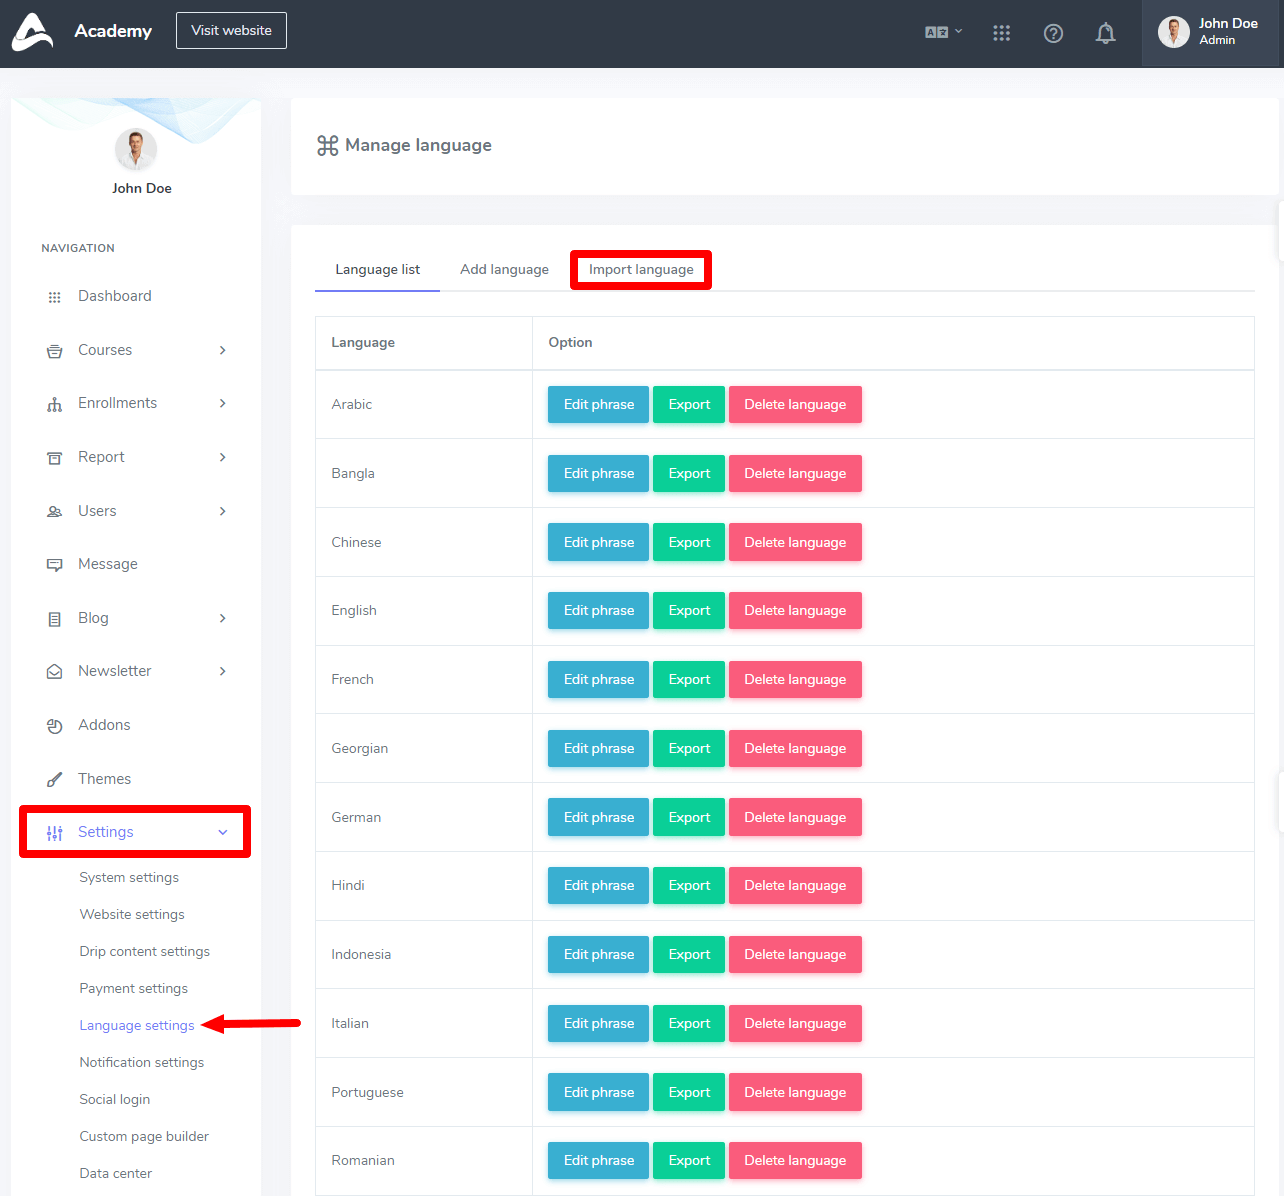 Academy
Visit website
John Doe
Admin
John Doe
NAVIGATION
Dashboard
Courses
Enrollments
Report
Users
Message
Blog
Newsletter
Addons
Themes
Settings
System settings
Website settings
Drip content settings
Payment settings
Language settings
Notification settings
Social login
Custom page builder
Data center
Manage language
Language list Add language Import language
Language Option
Arabic Edit phrase Export Delete language
Bangla Edit phrase Export Delete language
Chinese Edit phrase Export Delete language
English Edit phrase Export Delete language
French Edit phrase Export Delete language
Georgian Edit phrase Export Delete language
German Edit phrase Export Delete language
Hindi Edit phrase Export Delete language
Indonesia Edit phrase Export Delete language
Italian Edit phrase Export Delete language
Portuguese Edit phrase Export Delete language
Romanian Edit phrase Export Delete language